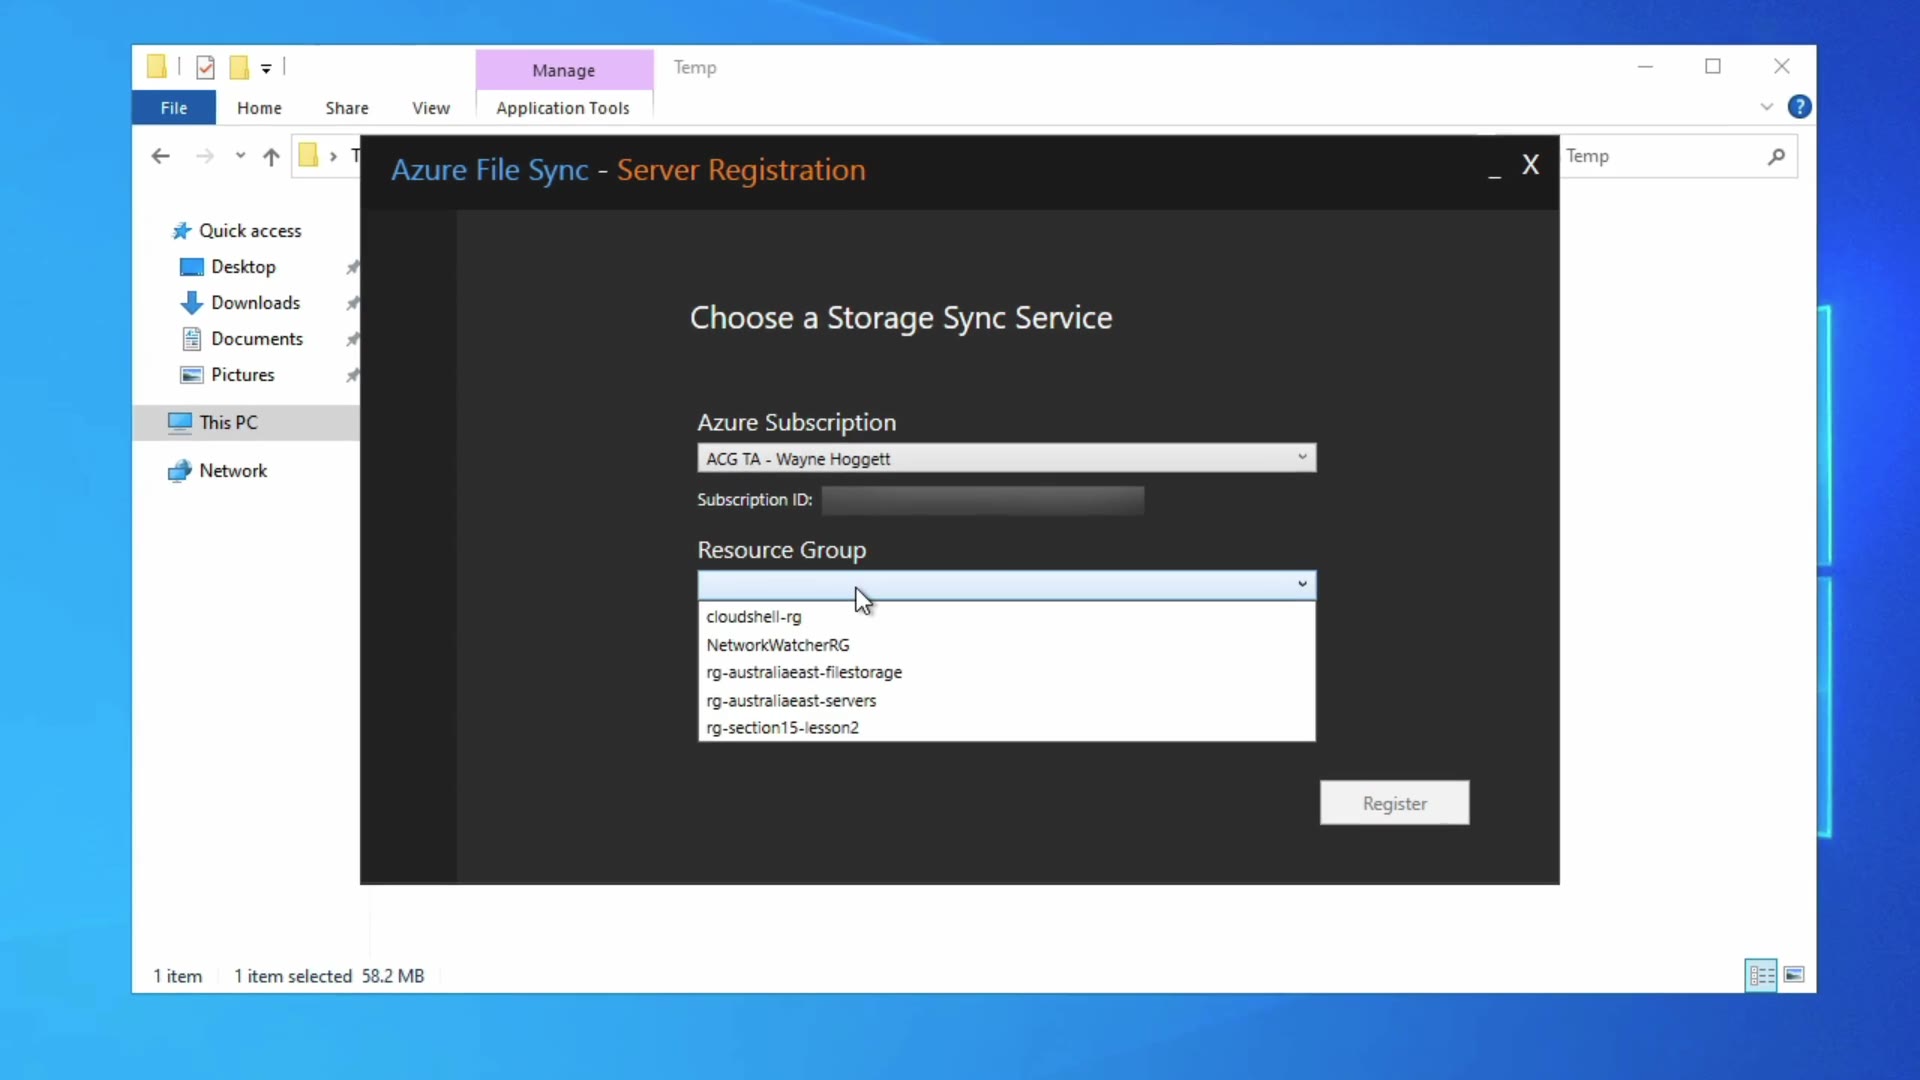 Manage
Temp
File
Home
Share
View
Application Tools
?
T
Temp
Azure File Sync - Server Registration
_ X
Quick access
Desktop
Downloads
Documents
Pictures
This PC
Network
Choose a Storage Sync Service
Azure Subscription
ACG TA - Wayne Hoggett
Subscription ID:
Resource Group
cloudshell-rg
NetworkWatcherRG
rg-australiaeast-filestorage
rg-australiaeast-servers
rg-section15-lesson2
Register
1 item
1 item selected 58.2 MB